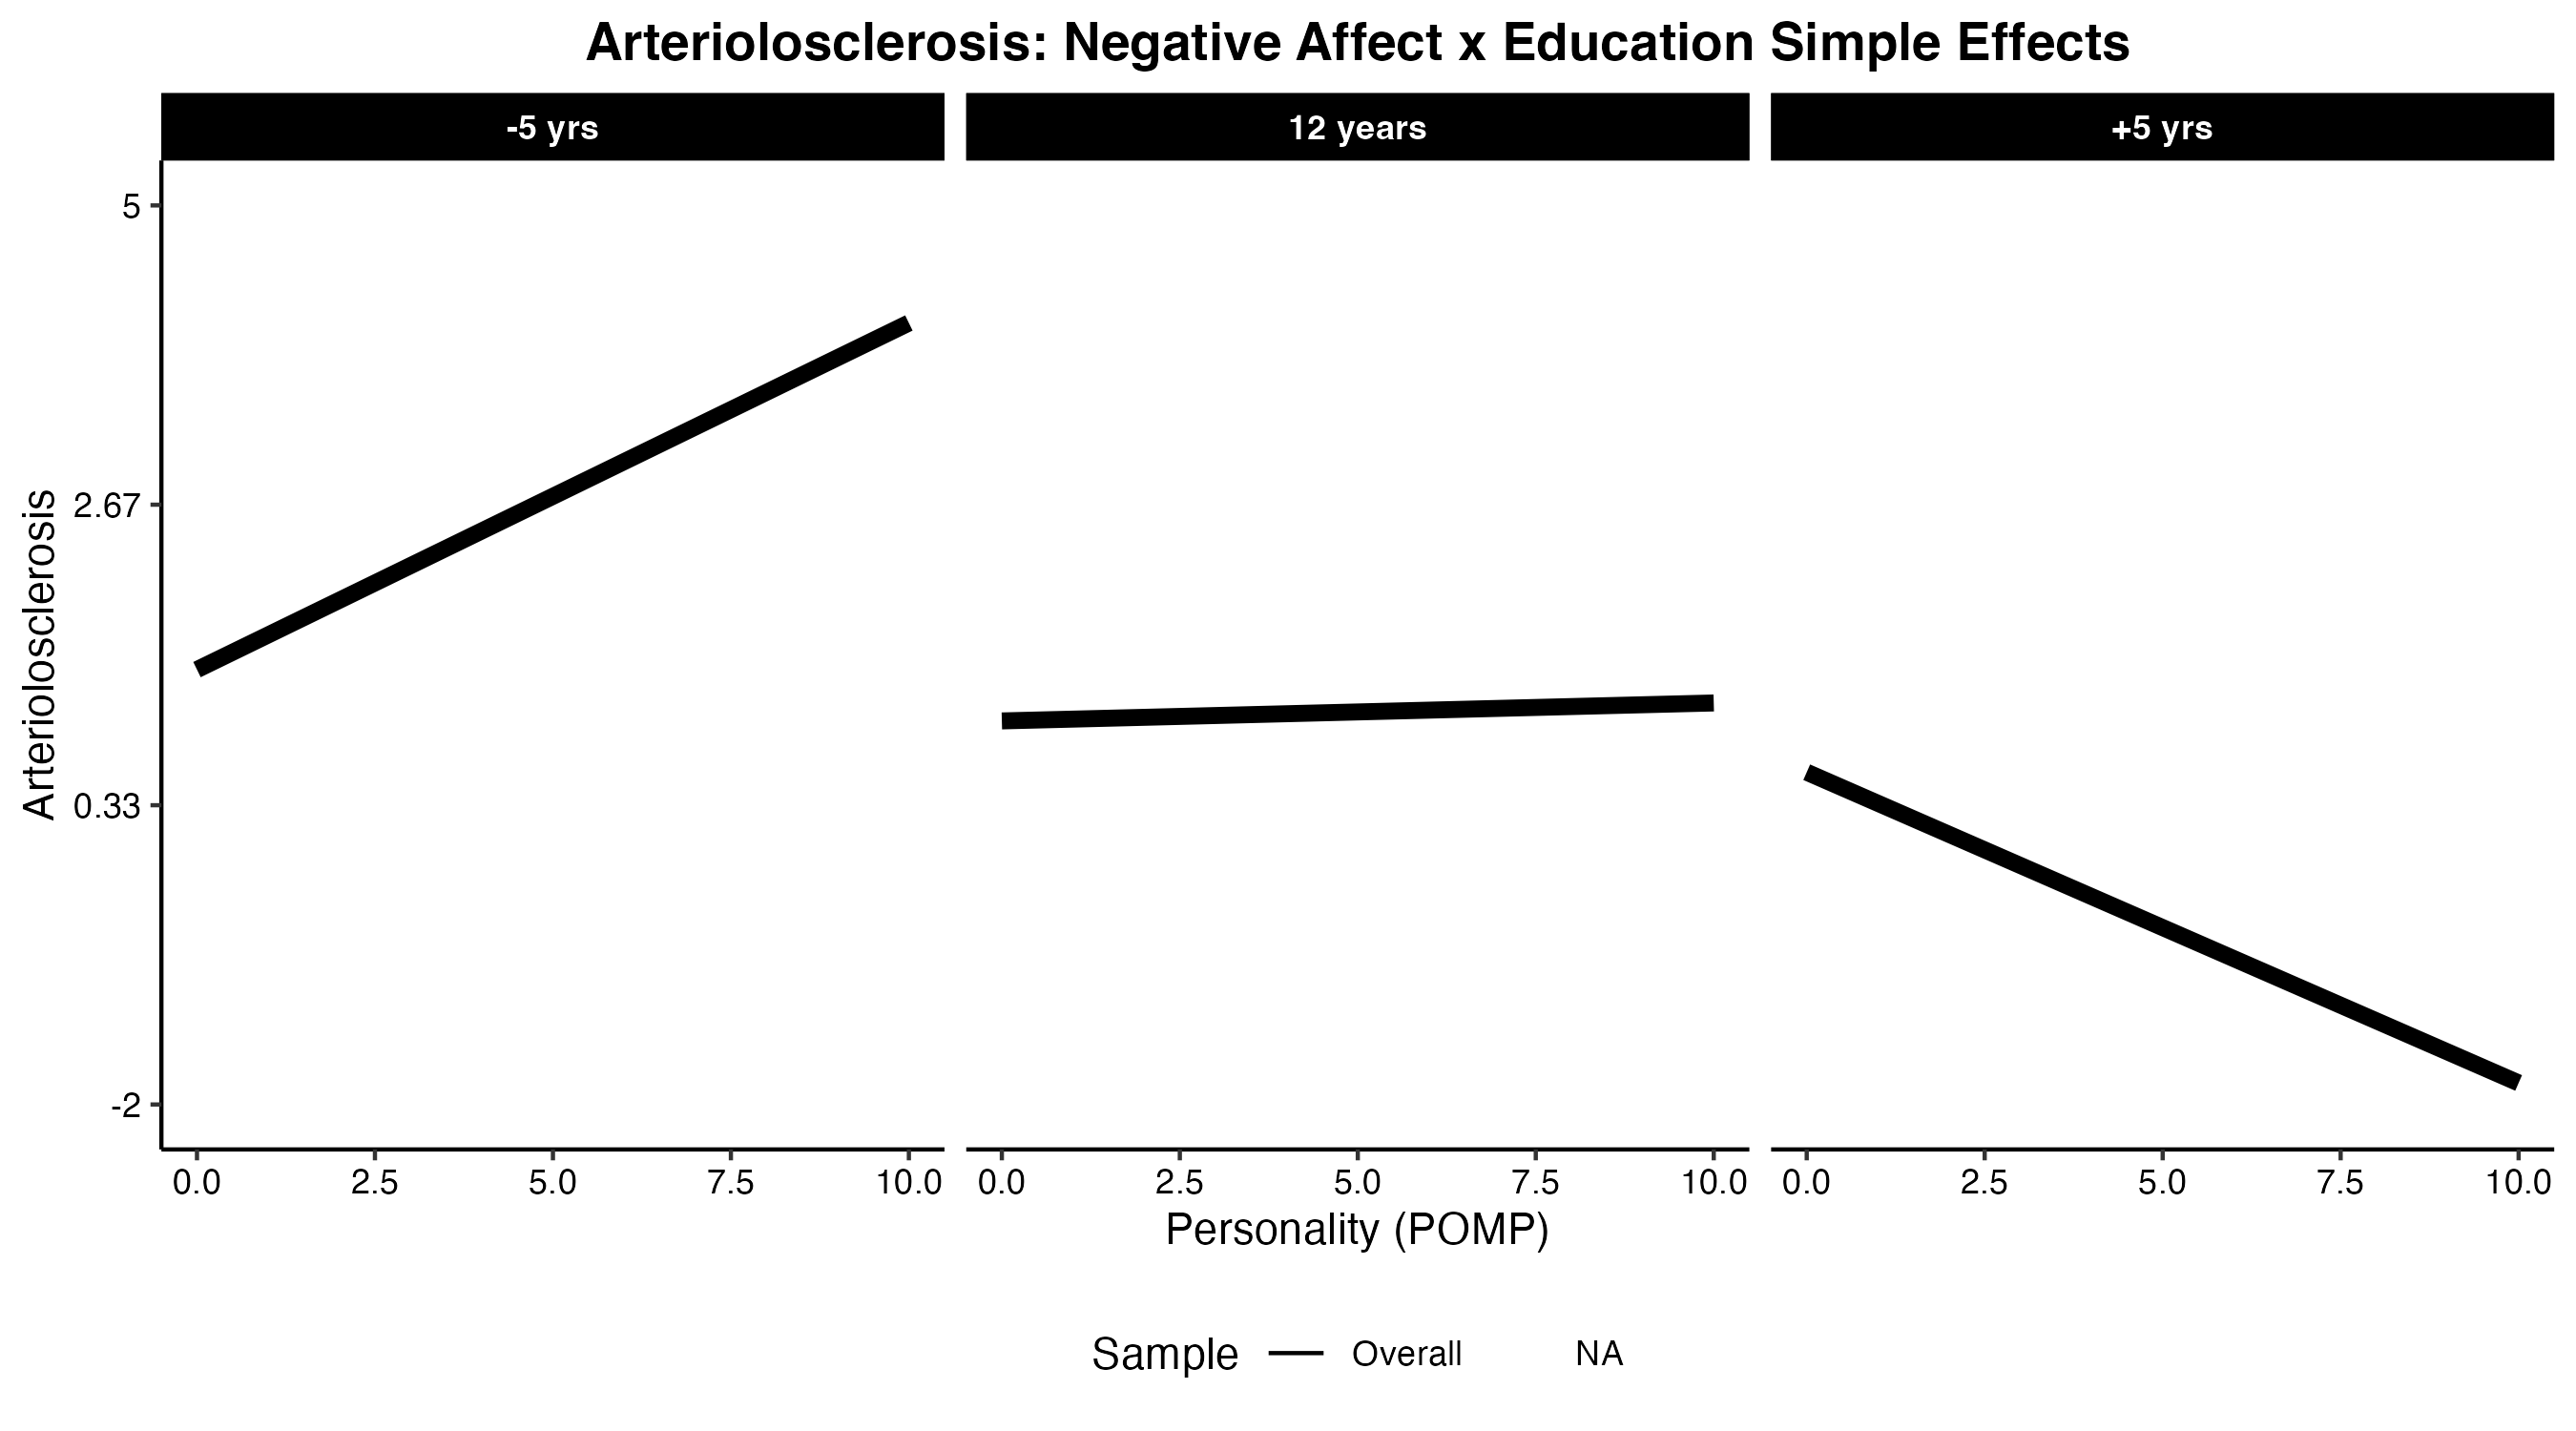 Arteriolosclerosis: Negative Affect x Education Simple Effects
-5 yrs
12 years
+5 yrs
5
2.67
0.33
-2
Arteriolosclerosis
0.0 2.5 5.0 7.5 10.0
0.0 2.5 5.0 7.5 10.0
0.0 2.5 5.0 7.5 10.0
Personality (POMP)
Sample Overall NA